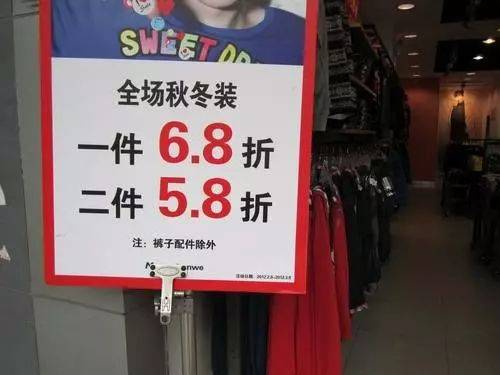 SWEET
全场秋冬装
一件 6.8折
二件 5.8折
注：裤子配件除外